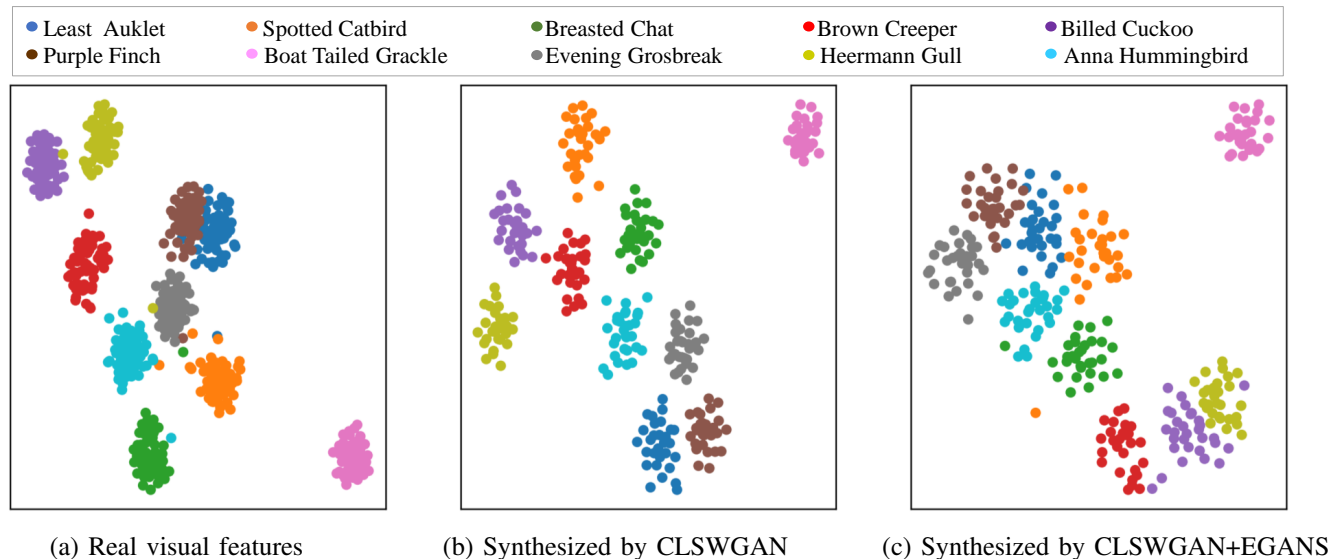 Least Auklet Spotted Catbird Breasted Chat Brown Creeper Billed Cuckoo
Purple Finch Boat Tailed Grackle Evening Grosbreak Heermann Gull Anna Hummingbird
(a) Real visual features (b) Synthesized by CLSWGAN (c) Synthesized by CLSWGAN+EGANS